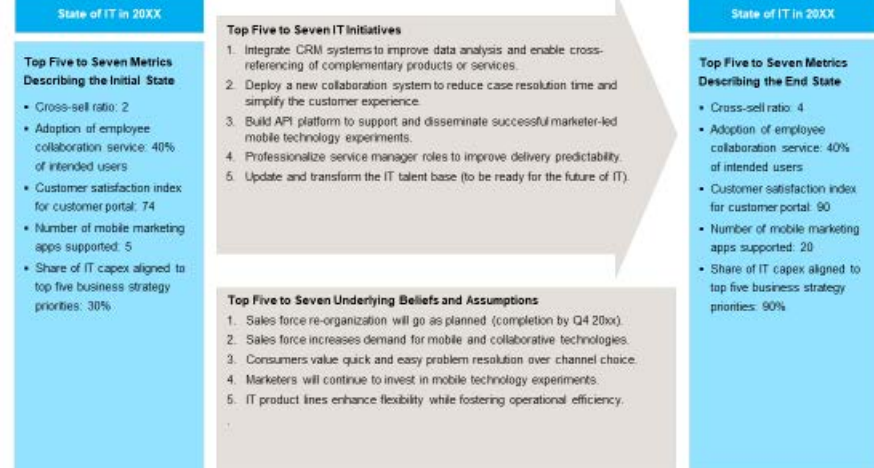 State of IT in 20XX
Top Five to Seven Metrics
Describing the Initial State
• Cross-sell ratio: 2
• Adoption of employee
collaboration service: 40%
of intended users
• Customer satisfaction index
for customer portal: 74
• Number of mobile marketing
apps supported: 5
• Share of IT capex aligned to
top five business strategy
priorities: 30%
Top Five to Seven IT Initiatives
1. Integrate CRM systems to improve data analysis and enable cross-
referencing of complementary products or services.
2. Deploy a new collaboration system to reduce case resolution time and
simplify the customer experience.
3. Build API platform to support and disseminate successful marketer-led
mobile technology experiments.
4. Professionalize service manager roles to improve delivery predictability.
5. Update and transform the IT talent base (to be ready for the future of IT).
Top Five to Seven Underlying Beliefs and Assumptions
1. Sales force re-organization will go as planned (completion by Q4 20xx).
2. Sales force increases demand for mobile and collaborative technologies.
3. Consumers value quick and easy problem resolution over channel choice.
4. Marketers will continue to invest in mobile technology experiments.
5. IT product lines enhance flexibility while fostering operational efficiency.
.
State of IT in 20XX
Top Five to Seven Metrics
Describing the End State
• Cross-sell ratio: 4
• Adoption of employee
collaboration service: 40%
of intended users
• Customer satisfaction index
for customer portal: 90
• Number of mobile marketing
apps supported: 20
• Share of IT capex aligned to
top five business strategy
priorities: 90%